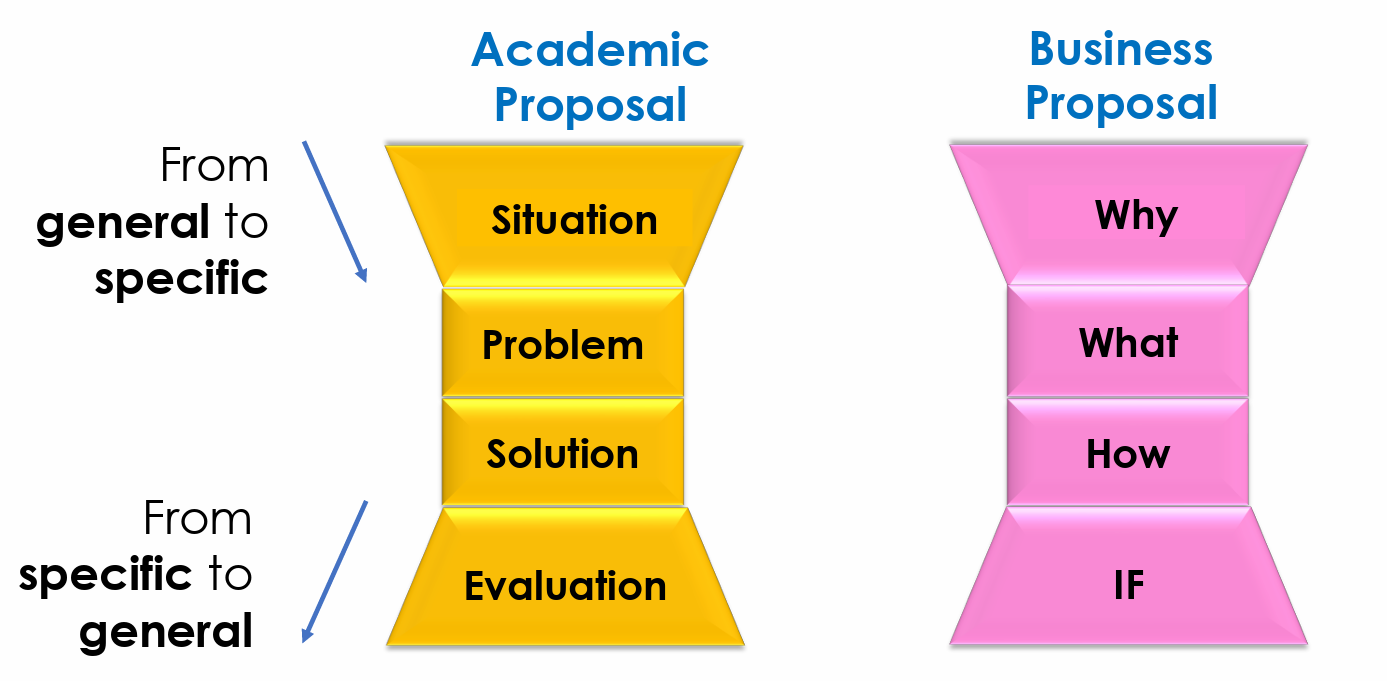 Academic
Proposal
Business
Proposal
From
general to
specific
Situation
Problem
Solution
Evaluation
From
specific to
general
Why
What
How
IF